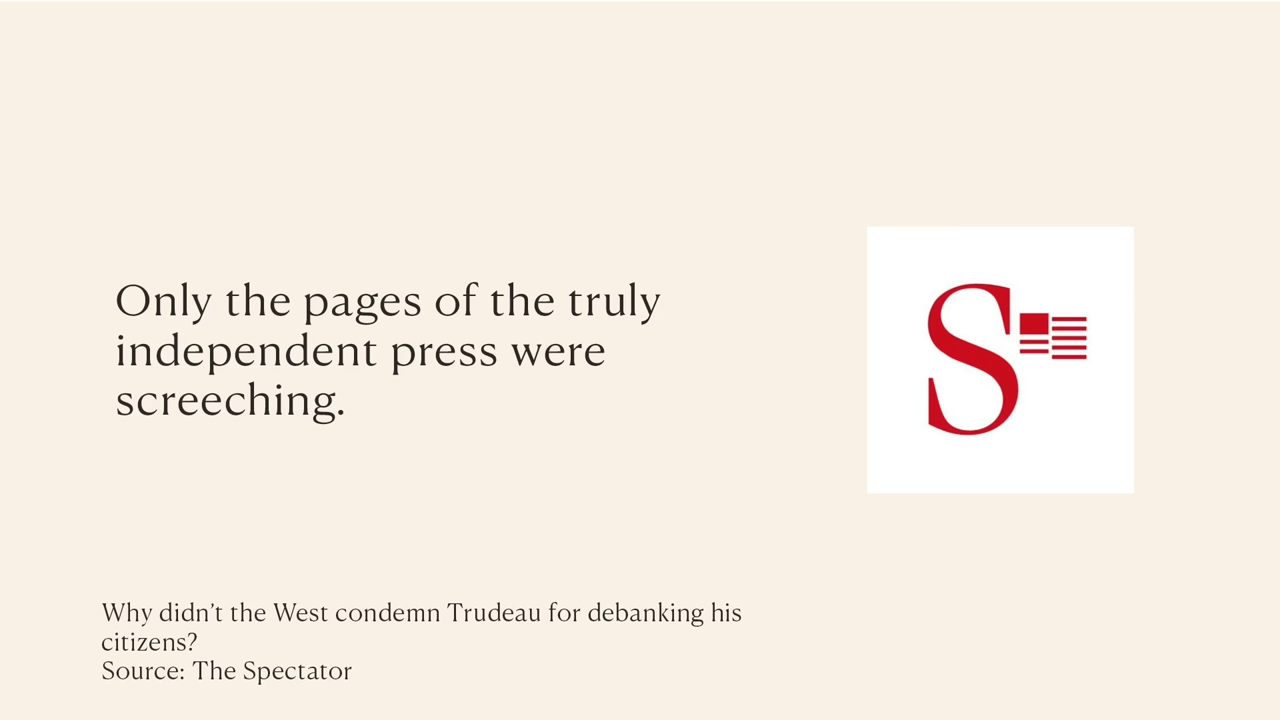 Only the pages of the truly
independent press were
screeching.
S
Why didn’t the West condemn Trudeau for debanking his
citizens?
Source: The Spectator